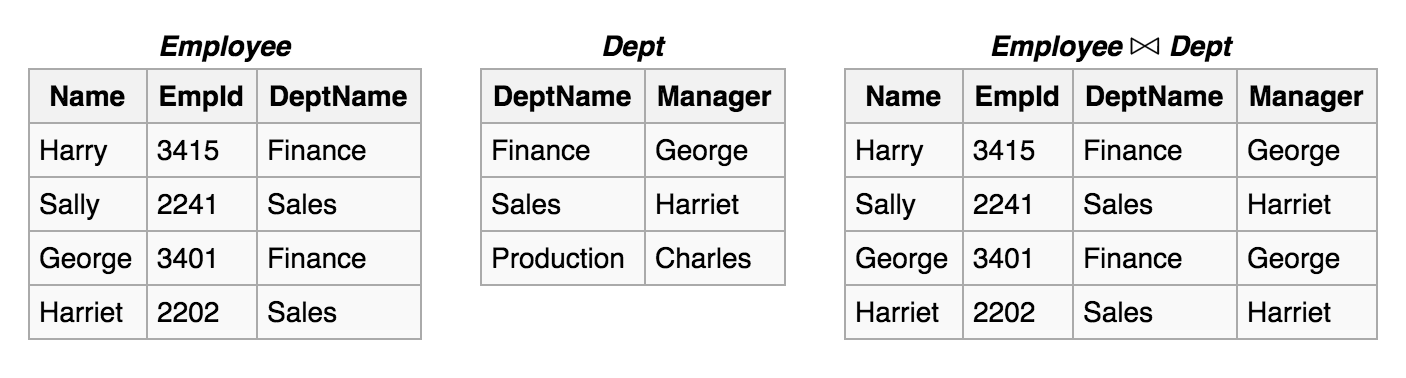 Employee
Name EmpId DeptName
Harry 3415 Finance
Sally 2241 Sales
George 3401 Finance
Harriet 2202 Sales
Dept
DeptName Manager
Finance George
Sales Harriet
Production Charles
Employee ⋈ Dept
Name EmpId DeptName Manager
Harry 3415 Finance George
Sally 2241 Sales Harriet
George 3401 Finance George
Harriet 2202 Sales Harriet